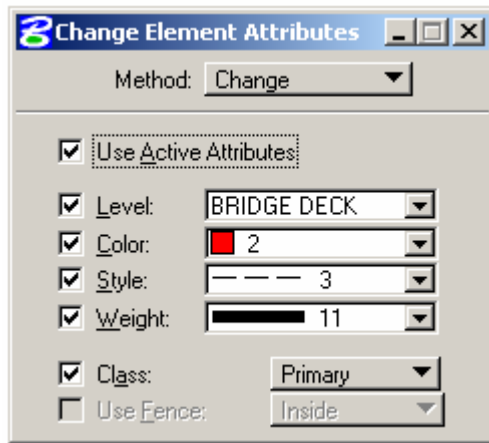 Change Element Attributes
Method: Change
Use Active Attributes
Level: BRIDGE DECK
Color: 2
Style: 3
Weight: 11
Class: Primary
Use Fence: Inside